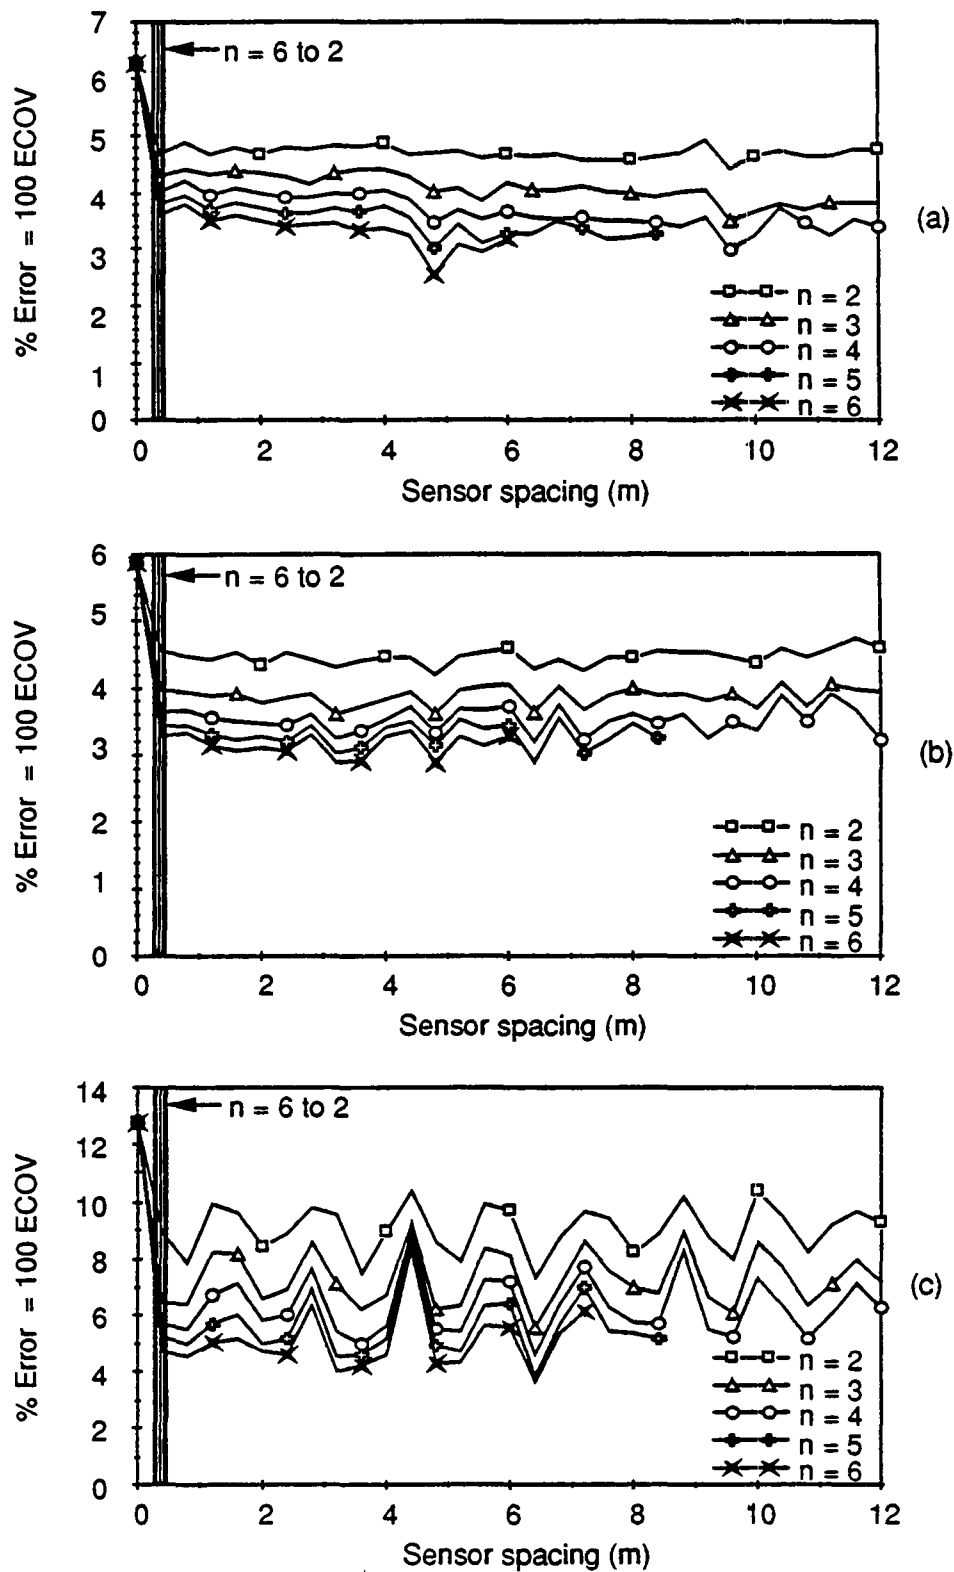 7
6
5
4
3
2
1
0
% Error = 100 ECOV
n = 6 to 2
n = 2
n = 3
n = 4
n = 5
n = 6
(a)
0 2 4 6 8 10 12
Sensor spacing (m)
6
5
4
3
2
1
0
% Error = 100 ECOV
n = 6 to 2
n = 2
n = 3
n = 4
n = 5
n = 6
(b)
0 2 4 6 8 10 12
Sensor spacing (m)
14
12
10
8
6
4
2
0
% Error = 100 ECOV
n = 6 to 2
n = 2
n = 3
n = 4
n = 5
n = 6
(c)
0 2 4 6 8 10 12
Sensor spacing (m)